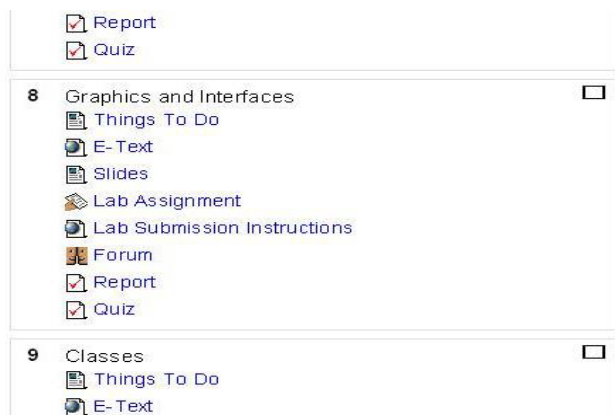 Report
Quiz
8 Graphics and Interfaces
Things To Do
E-Text
Slides
Lab Assignment
Lab Submission Instructions
Forum
Report
Quiz
9 Classes
Things To Do
E-Text